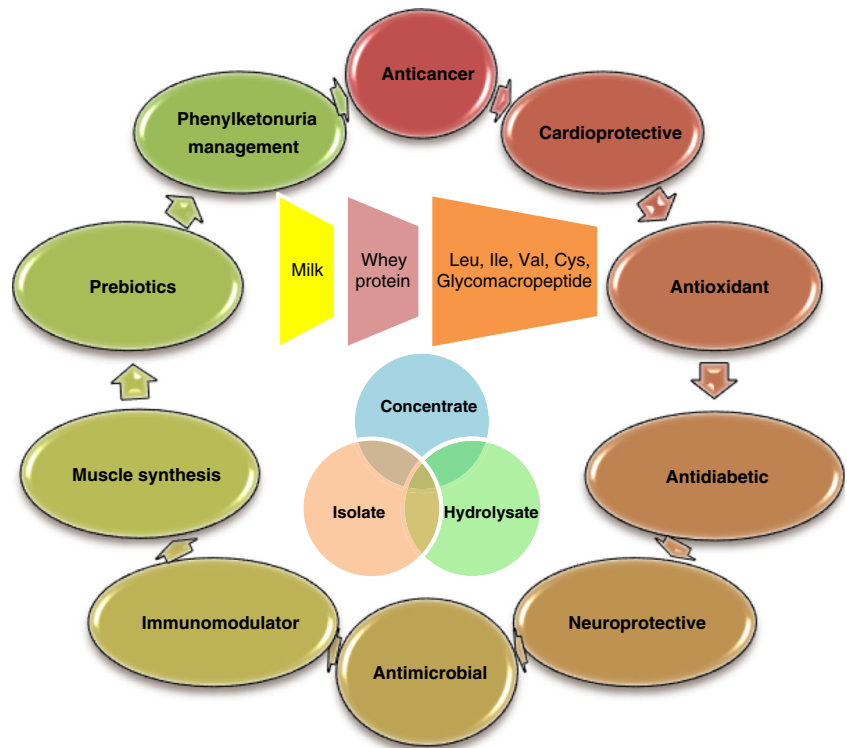 Anticancer
Cardioprotective
Antioxidant
Antidiabetic
Neuroprotective
Antimicrobial
Immunomodulator
Muscle synthesis
Prebiotics
Phenylketonuria
management
Milk
Whey
protein
Leu, Ile, Val, Cys,
Glycomacropeptide
Concentrate
Isolate
Hydrolysate